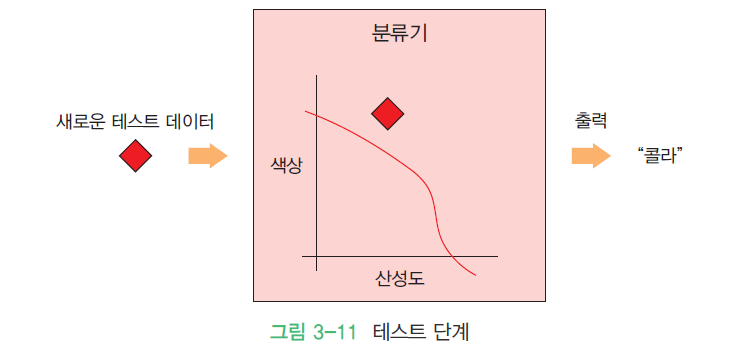 분류기
새로운 테스트 데이터
색상
산성도
출력
“콜라”
그림 3-11 테스트 단계